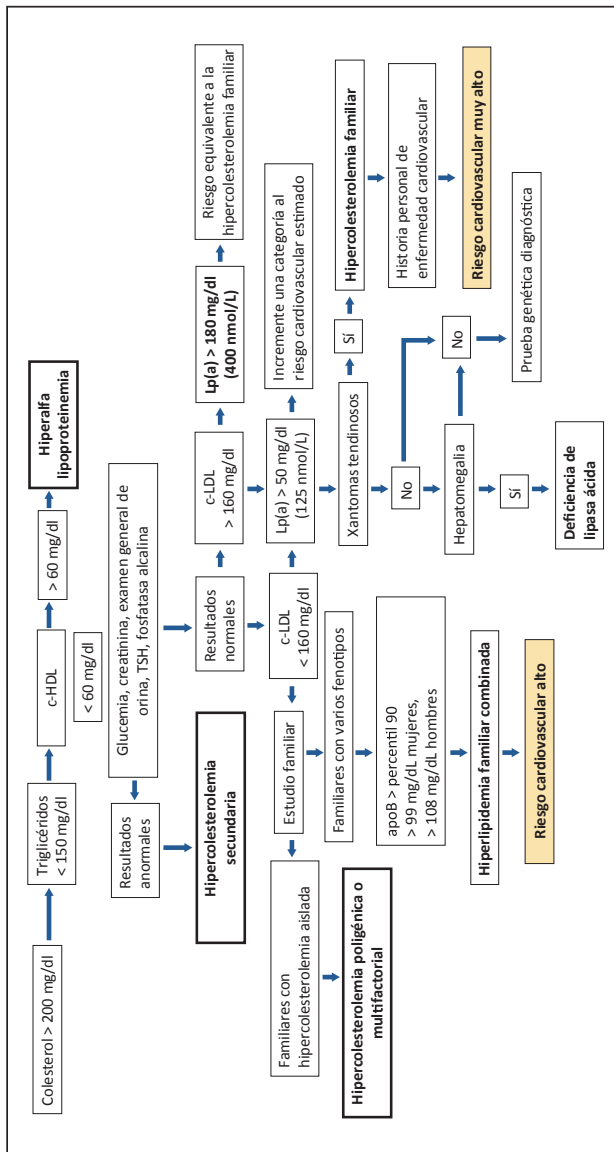 Colesterol > 200 mg/dl
Triglicéridos
< 150 mg/dl
c-HDL
> 60 mg/dl
Hiperalfa
lipoproteinemia
< 60 mg/dl
Glucemia, creatinina, examen general de
orina, TSH, fosfatasa alcalina
Resultados
anormales
Hipercolesterolemia
secundaria
Resultados
normales
c-LDL
> 160 mg/dl
Lp(a) > 180 mg/dl
(400 nmol/L)
Riesgo equivalente a la
hipercolesterolemia familiar
c-LDL
< 160 mg/dl
Lp(a) > 50 mg/dl
(125 nmol/L)
Incremente una categoría al
riesgo cardiovascular estimado
Estudio familiar
Familiares con
hipercolesterolemia aislada
Hipercolesterolemia poligénica o
multifactorial
Familiares con varios fenotipos
apoB > percentil 90
> 99 mg/dL mujeres,
> 108 mg/dL hombres
Hiperlipidemia familiar combinada
Riesgo cardiovascular alto
Xantomas tendinosos
Sí
Hipercolesterolemia familiar
Historia personal de
enfermedad cardiovascular
Riesgo cardiovascular muy alto
No
Hepatomegalia
No
Prueba genética diagnóstica
Sí
Deficiencia de
lipasa ácida